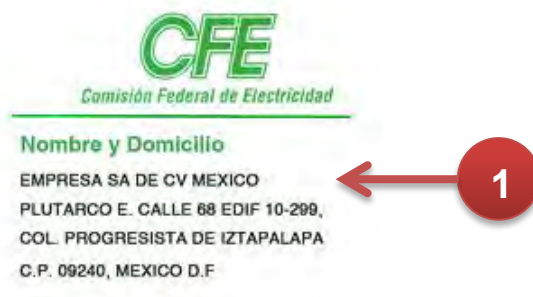 CFE
Comisión Federal de Electricidad
Nombre y Domicilio
EMPRESA SA DE CV MEXICO
PLUTARCO E. CALLE 68 EDIF 10-299,
COL. PROGRESISTA DE IZTAPALAPA
C.P. 09240, MEXICO D.F
1